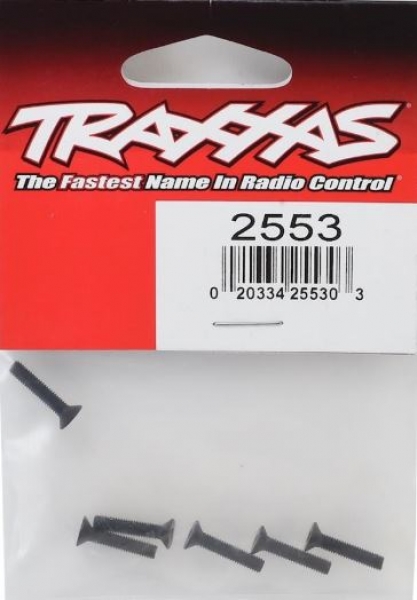 TRAXXAS
The Fastest Name In Radio Control®
2553
0 20334 25530 3